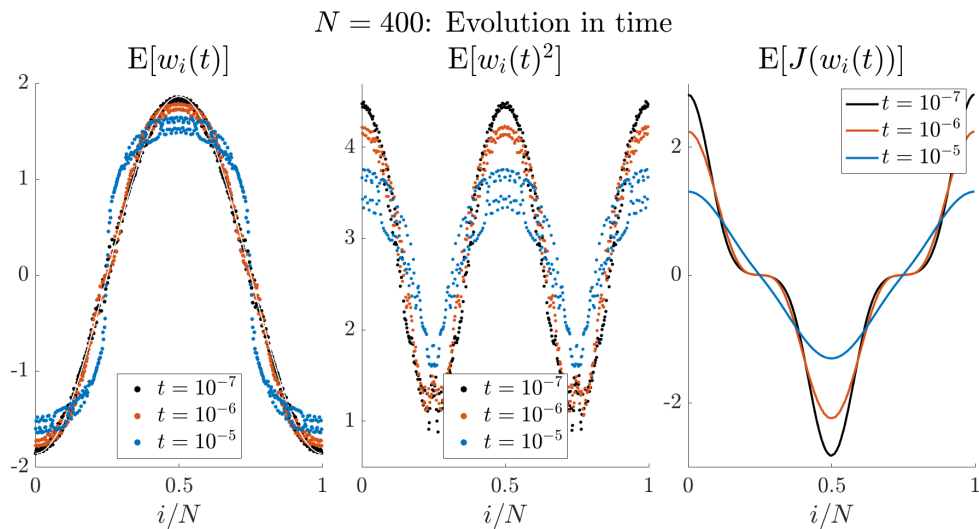 N = 400: Evolution in time
E[w_i(t)]
2
1
0
-1
-2
t = 10^{-7}
t = 10^{-6}
t = 10^{-5}
0
0.5
1
i/N
E[w_i(t)^2]
4
3
2
1
t = 10^{-7}
t = 10^{-6}
t = 10^{-5}
0
0.5
1
i/N
E[J(w_i(t))]
2
0
-2
t = 10^{-7}
t = 10^{-6}
t = 10^{-5}
0
0.5
1
i/N